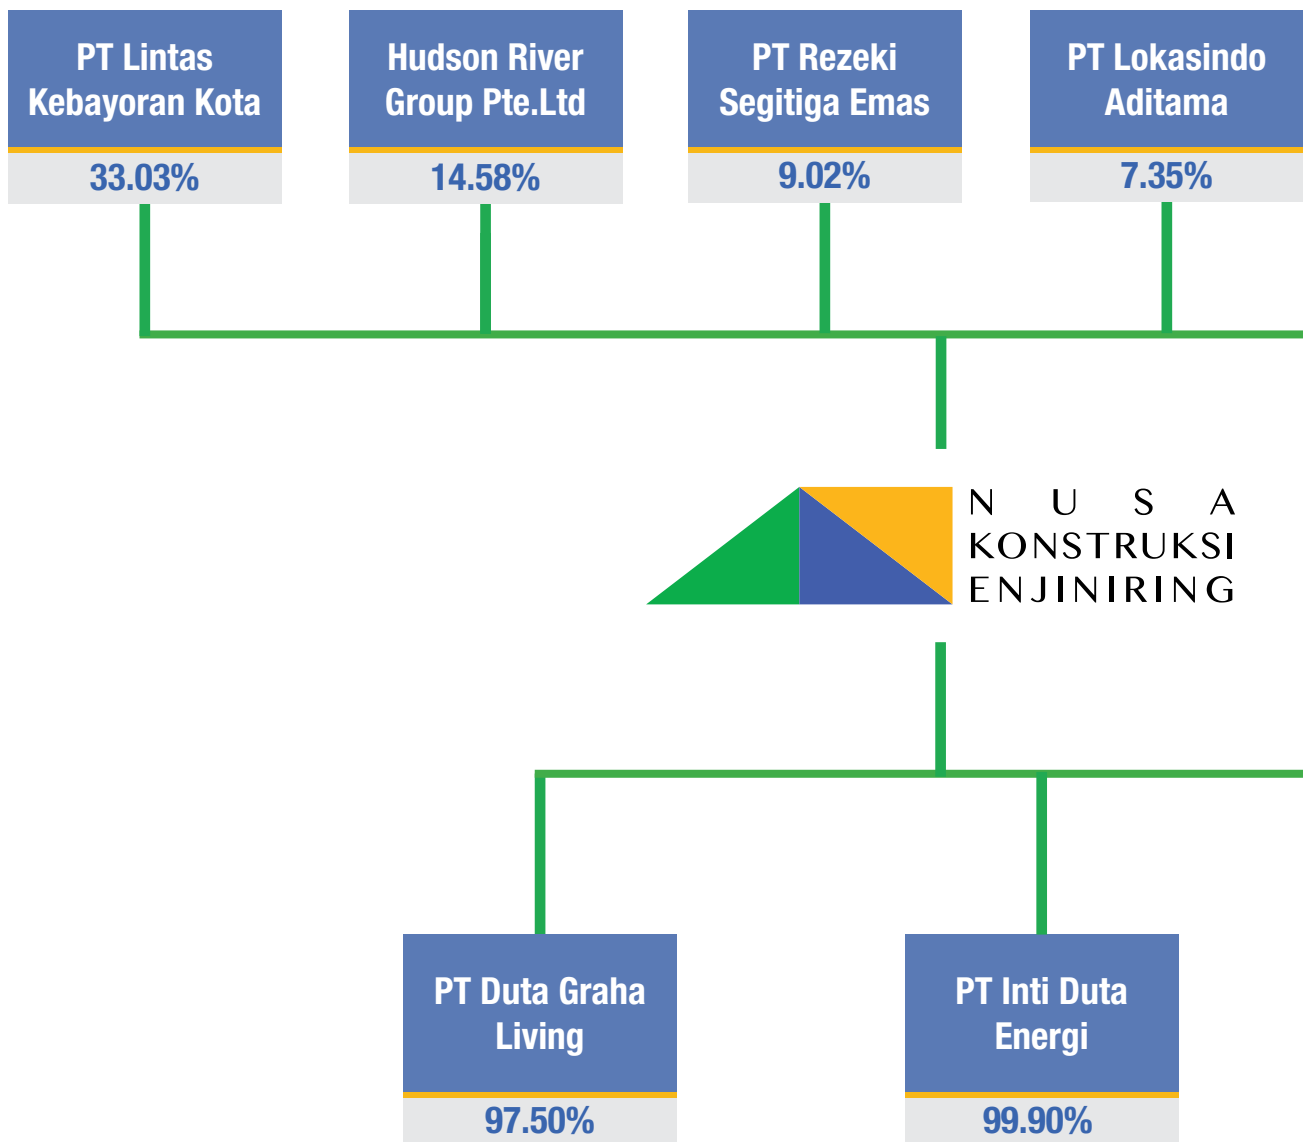 PT Lintas
Kebayoran Kota
33.03%
Hudson River
Group Pte.Ltd
14.58%
PT Rezeki
Segitiga Emas
9.02%
PT Lokasindo
Aditama
7.35%
N U S A
KONSTRUKSI
ENJINIRING
PT Duta Graha
Living
97.50%
PT Inti Duta
Energi
99.90%